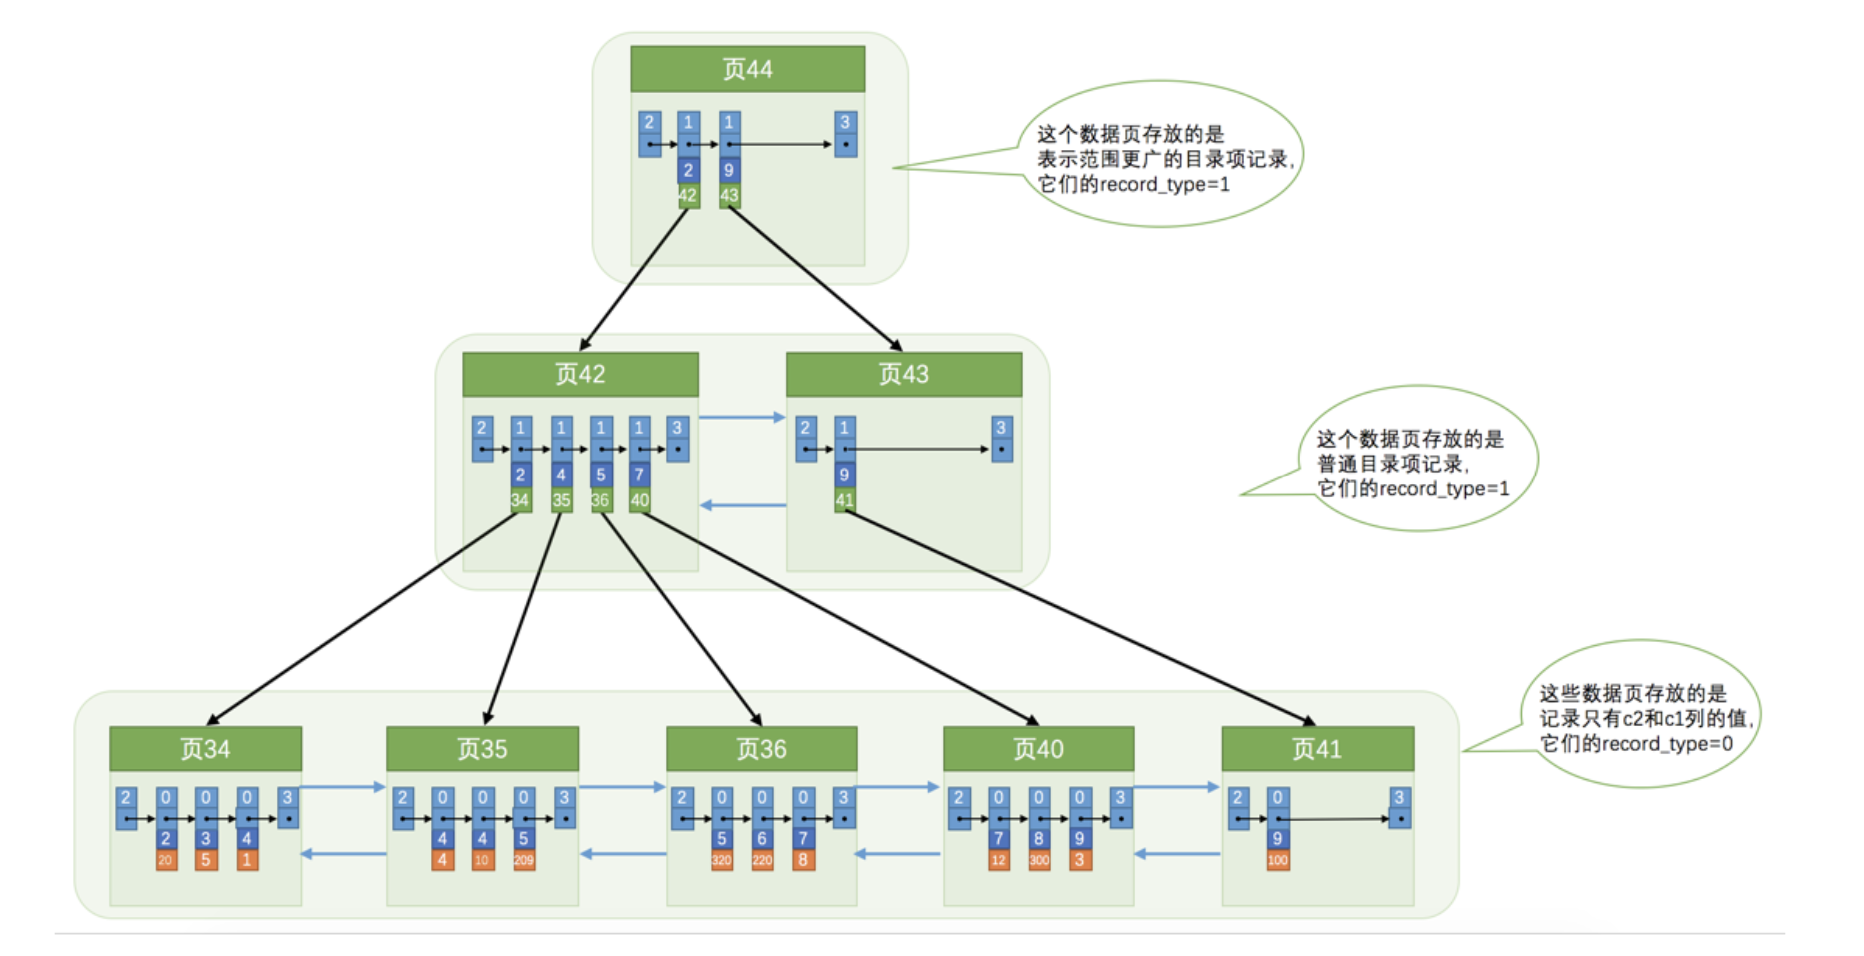 页44
2 1 1 3
2 9
42 43
这个数据页存放的是
表示范围更广的目录项记录,
它们的record_type=1
页42
2 1 1 1 1 3
2 4 5 7
34 35 36 40
页43
2 1 3
9
41
这个数据页存放的是
普通目录项记录,
它们的record_type=1
这些数据页存放的是
记录只有c2和c1列的值,
它们的record_type=0
页34
2 0 0 0 3
2 3 4
20 5 1
页35
2 0 0 0 3
4 4 5
4 10 209
页36
2 0 0 0 3
5 6 7
320 220 8
页40
2 0 0 0 3
7 8 9
12 300 3
页41
2 0 3
9
100